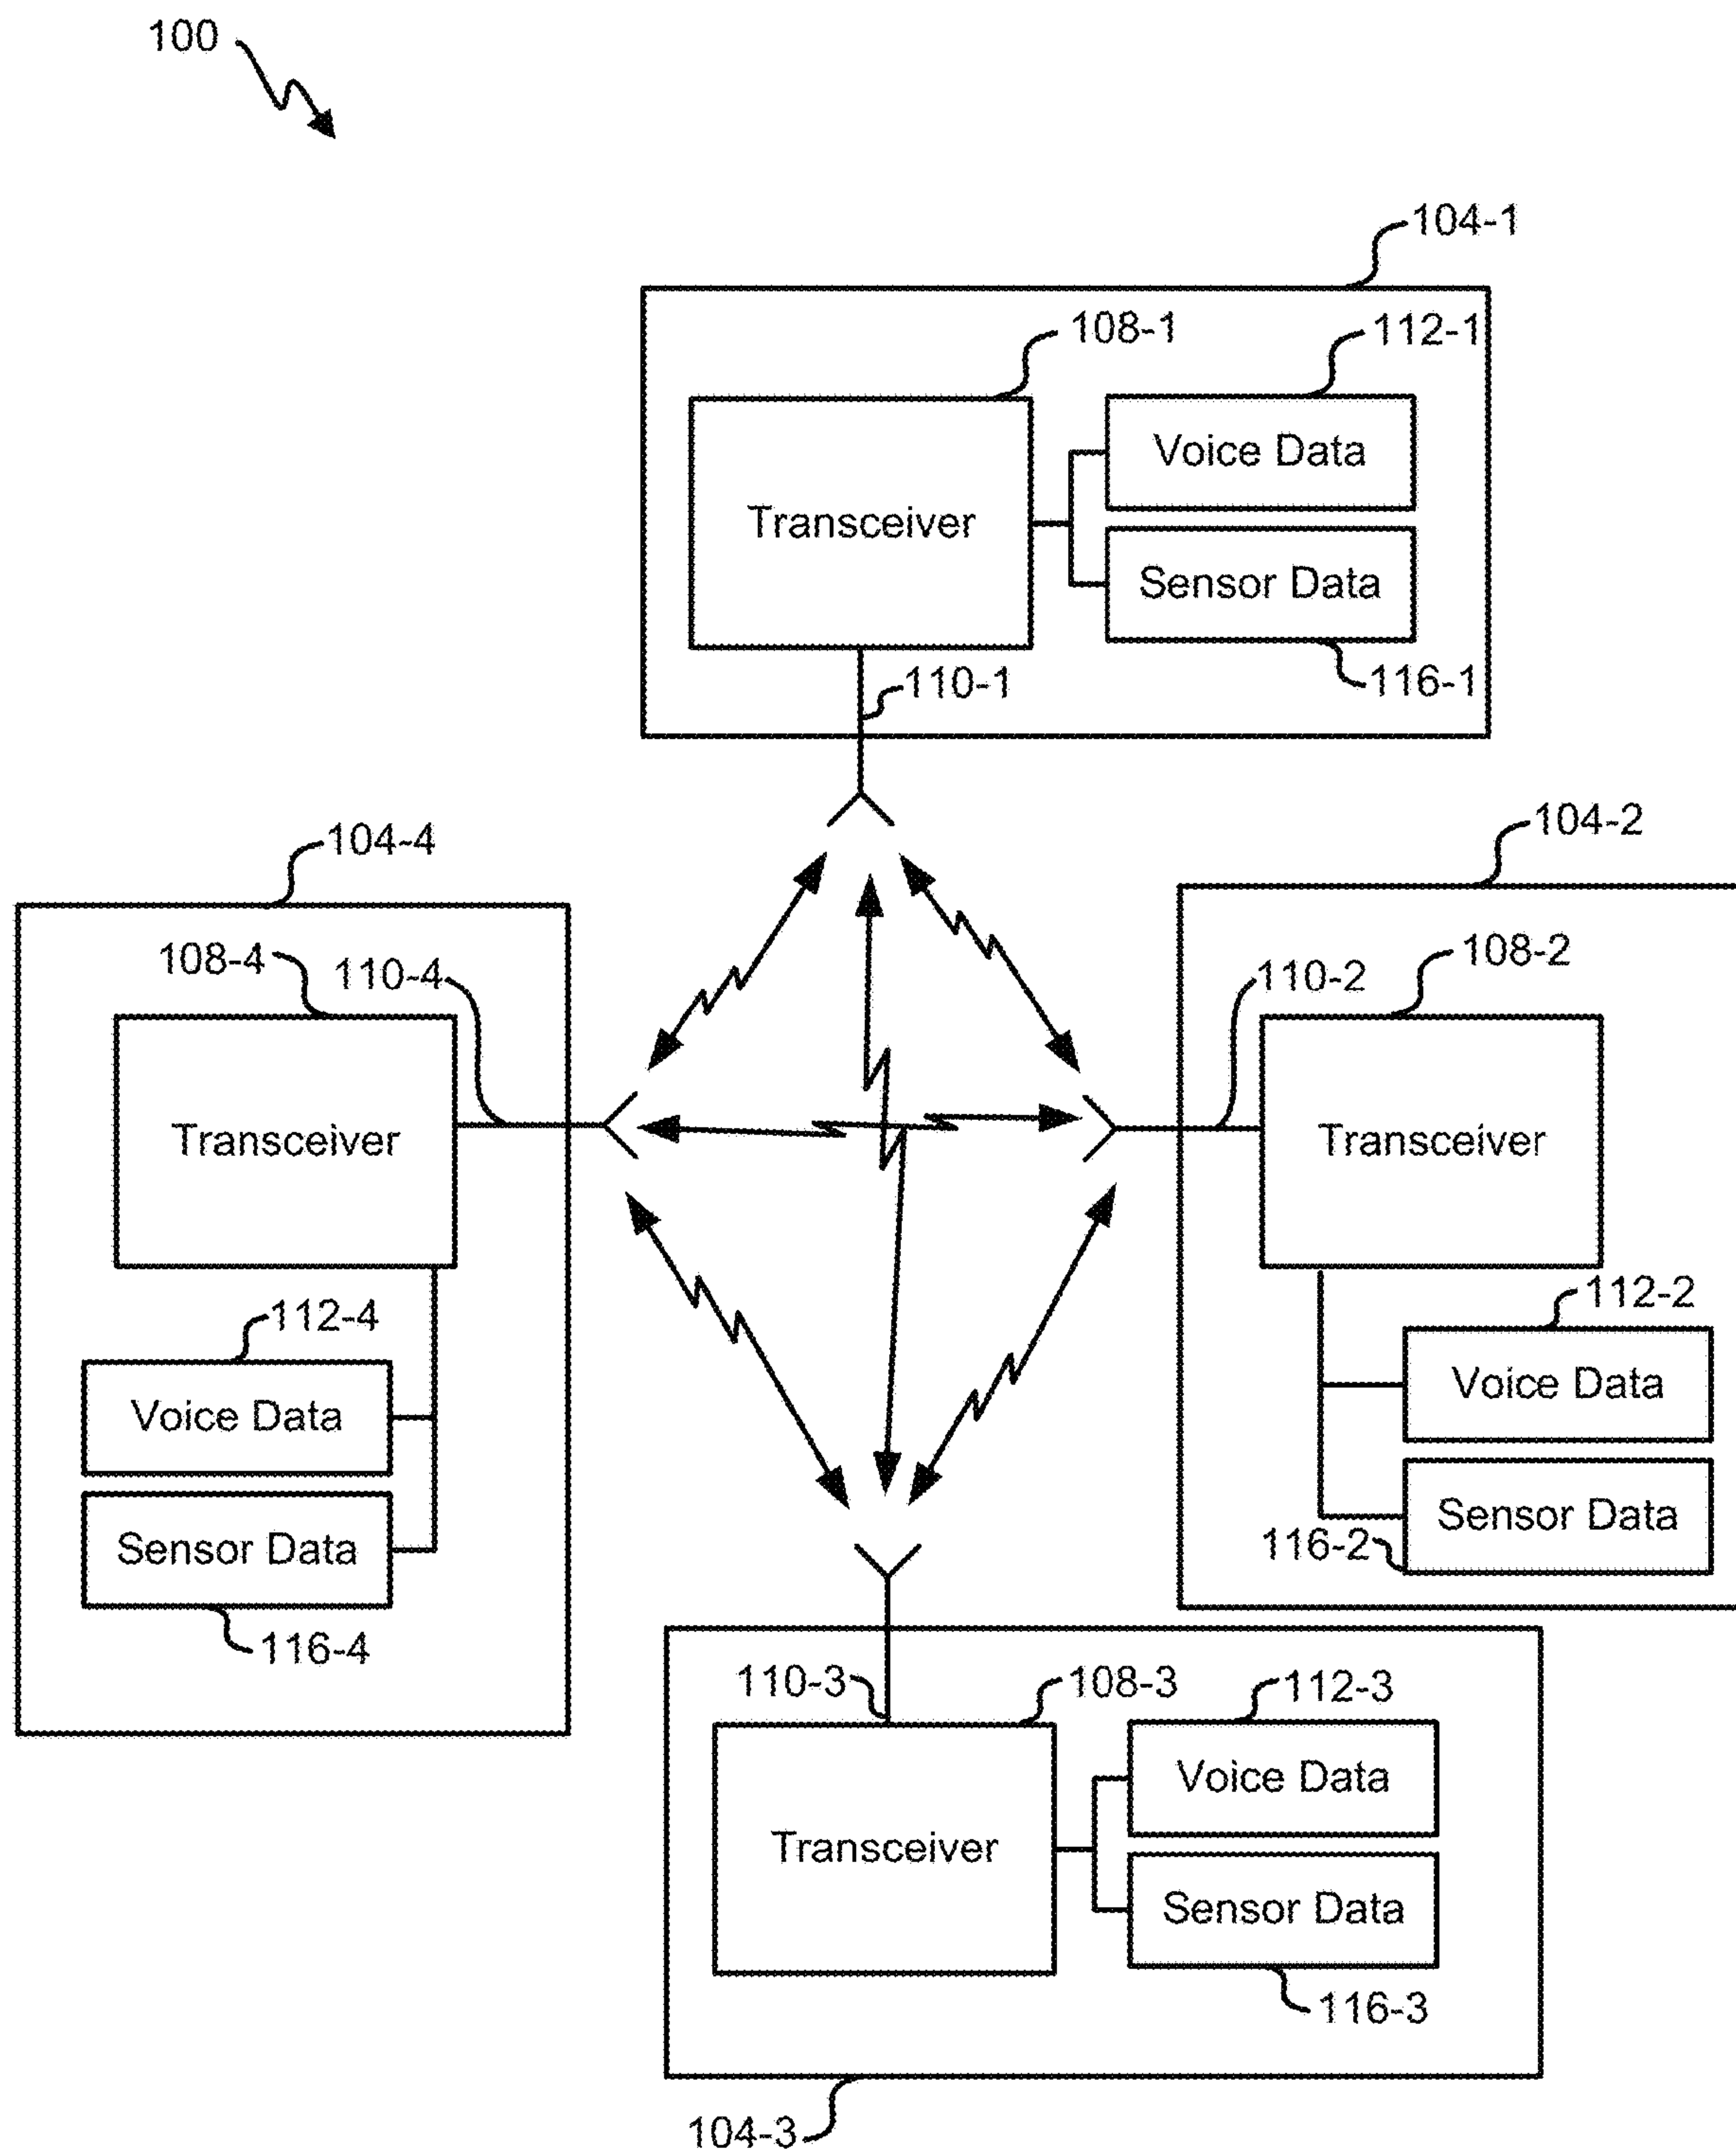 100
104-1
108-1
112-1
Voice Data
Transceiver
Sensor Data
110-1
116-1
104-4
104-2
108-4
110-4
110-2
108-2
Transceiver
Transceiver
112-4
112-2
Voice Data
Voice Data
Sensor Data
Sensor Data
116-2
116-4
110-3
108-3
112-3
Voice Data
Transceiver
Sensor Data
116-3
104-3